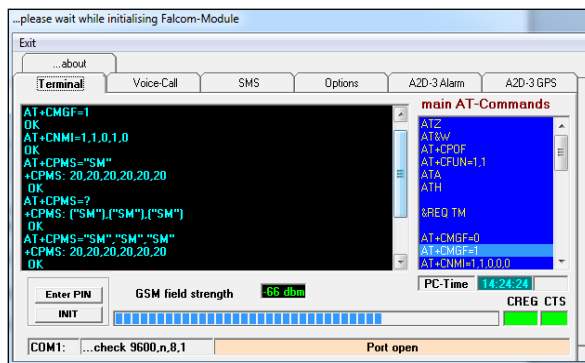 ...please wait while initialising Falcom-Module
Exit
...about
Terminal
Voice-Call
SMS
Options
A2D-3 Alarm
A2D-3 GPS
AT+CMGF=1
OK
AT+CNMI=1,1,0,1,0
OK
AT+CPMS="SM"
+CPMS: 20,20,20,20,20,20
OK
AT+CPMS=?
+CPMS: ("SM"),("SM"),("SM")
OK
AT+CPMS="SM","SM","SM"
+CPMS: 20,20,20,20,20,20
OK
main AT-Commands
ATZ
AT&W
AT+CPOF
AT+CFUN=1,1
ATA
ATH
&REQ TM
AT+CMGF=0
AT+CMGF=1
AT+CNMI=1,1,0,0,0
Enter PIN
INIT
GSM field strength
-66 dbm
PC-Time
14:24:24
CREG CTS
COM1:
...check 9600,n,8,1
Port open